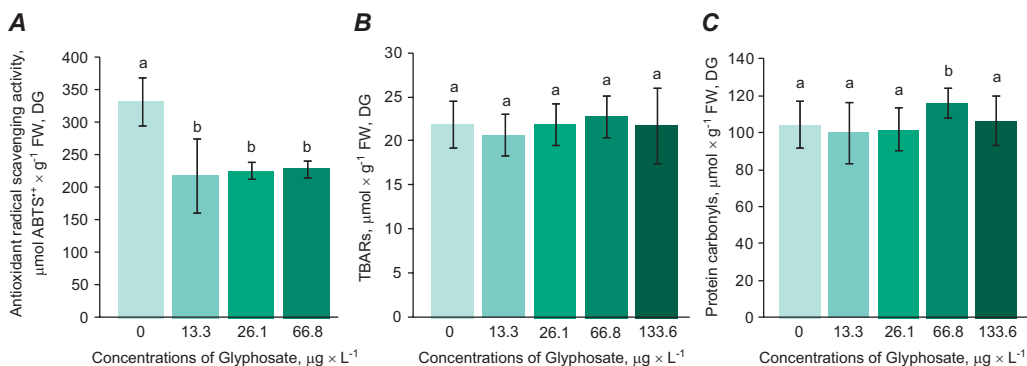 A
Antioxidant radical scavenging activity,
μmol ABTS•+ × g-1 FW, DG
400
350
300
250
200
150
100
50
0
a
b
b
b
0
13.3
26.1
66.8
Concentrations of Glyphosate, μg × L-1
B
TBARs, μmol × g-1 FW, DG
30
25
20
15
10
5
0
a
a
a
a
a
0
13.3
26.1
66.8
133.6
Concentrations of Glyphosate, μg × L-1
C
Protein carbonyls, μmol × g-1 FW, DG
140
120
100
80
60
40
20
0
a
a
a
b
a
0
13.3
26.1
66.8
133.6
Concentrations of Glyphosate, μg × L-1